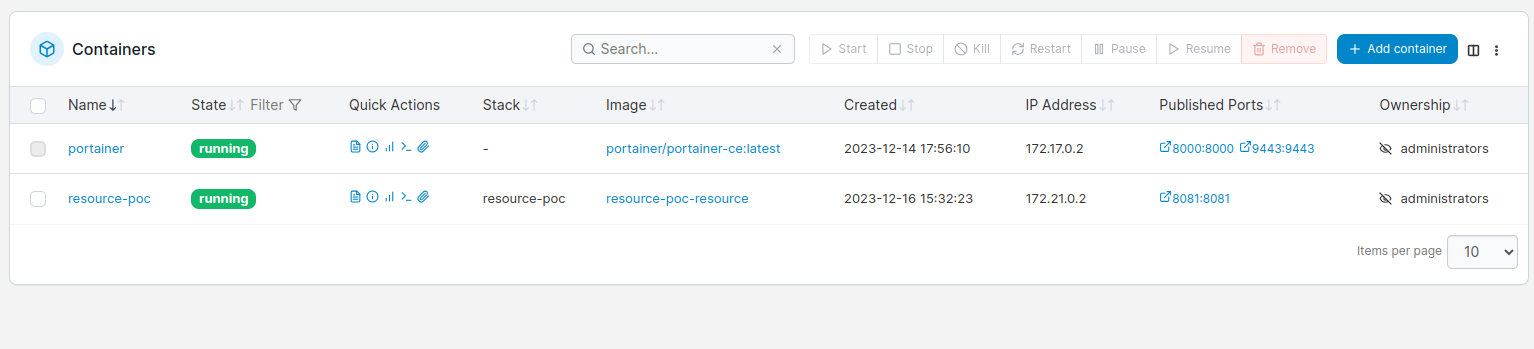 Containers Search... Start Stop Kill Restart Pause Resume Remove + Add container
Name State Filter Quick Actions Stack Image Created IP Address Published Ports Ownership
portainer running - portainer/portainer-ce:latest 2023-12-14 17:56:10 172.17.0.2 8000:8000 9443:9443 administrators
resource-poc running resource-poc resource-poc-resource 2023-12-16 15:32:23 172.21.0.2 8081:8081 administrators
Items per page 10